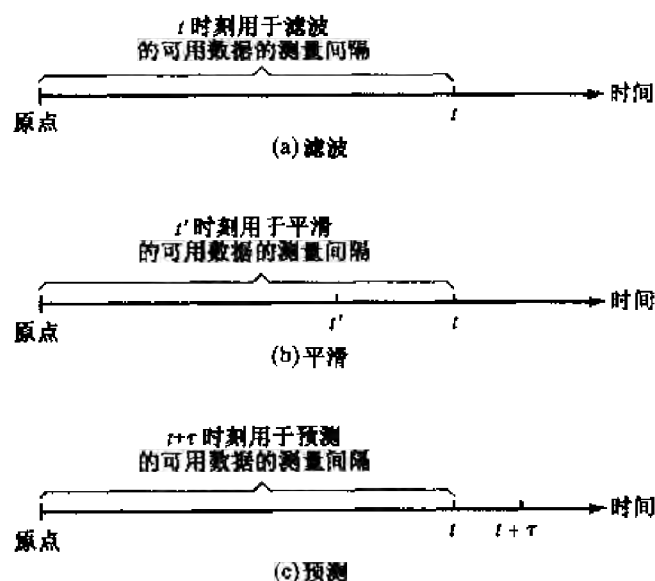 t 时刻用于滤波
的可用数据的测量间隔
时间
原点
t
(a) 滤波
t′ 时刻用于平滑
的可用数据的测量间隔
时间
原点
t′
t
(b) 平滑
t+τ 时刻用于预测
的可用数据的测量间隔
时间
原点
t
t + τ
(c) 预测